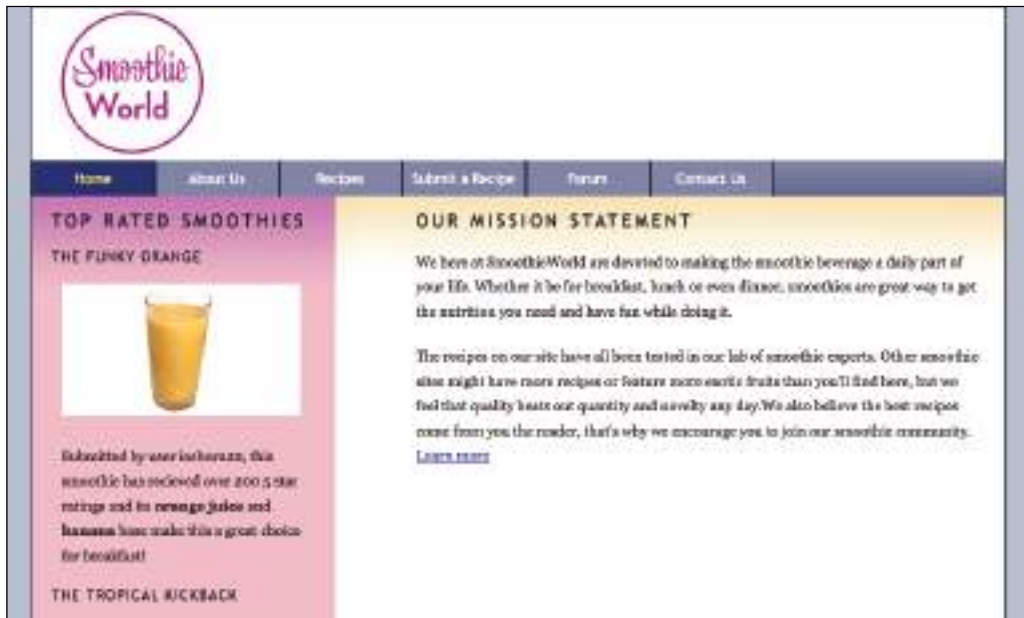 Smoothie
World
Home About Us Recipes Submit a Recipe Forum Contact Us
TOP RATED SMOOTHIES
THE FUNKY ORANGE
Submitted by user this
smoothie has recieved over 200 5 star
ratings and its orange juice and
banana base make this a great choice
for breakfast!
THE TROPICAL KICKBACK
OUR MISSION STATEMENT
We here at SmoothieWorld are devoted to making the smoothie beverage a daily part of
your life. Whether it be for breakfast, lunch or even dinner, smoothies are great way to get
the nutrition you need and have fun while doing it.
The recipes on our site have all been tested in our lab of smoothie experts. Other smoothie
sites might have more recipes or feature more exotic fruits than you'll find here, but we
feel that quality beats out quantity and novelty any day.We also believe the best recipes
come from you the reader, that's why we encourage you to join our smoothie community.
Learn more